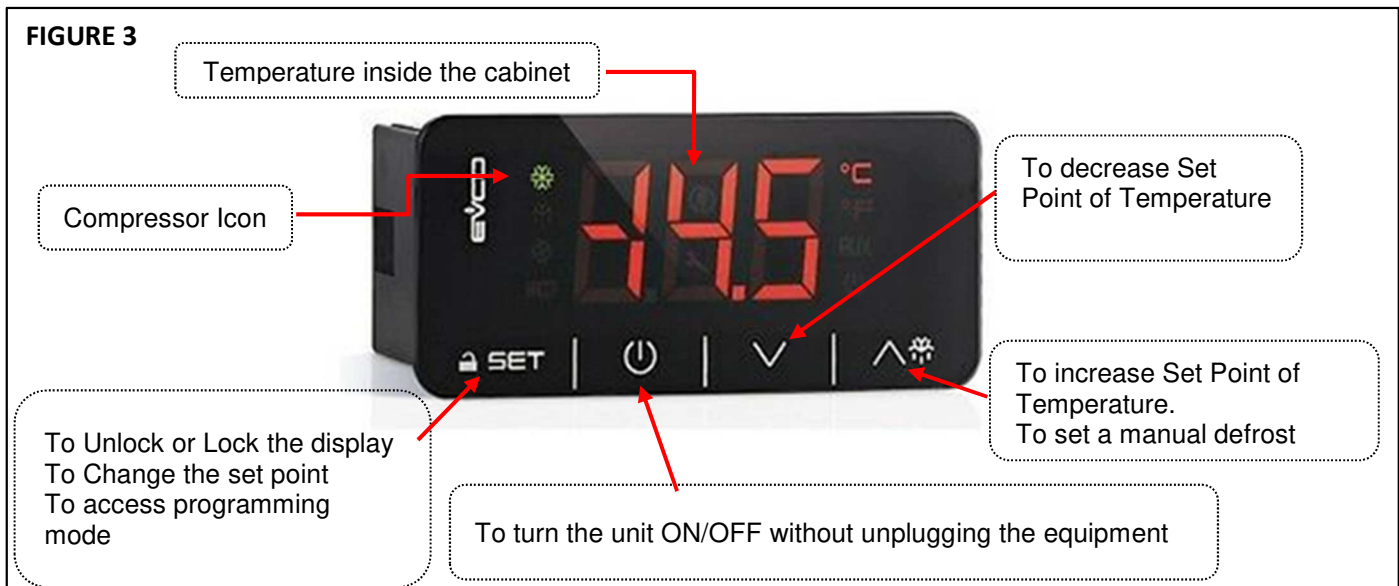 FIGURE 3
Temperature inside the cabinet
To decrease Set
Point of Temperature
Compressor Icon
EVCO
-14.5
°C
°F
AUX
SET
To increase Set Point of
Temperature.
To set a manual defrost
To Unlock or Lock the display
To Change the set point
To access programming
mode
To turn the unit ON/OFF without unplugging the equipment